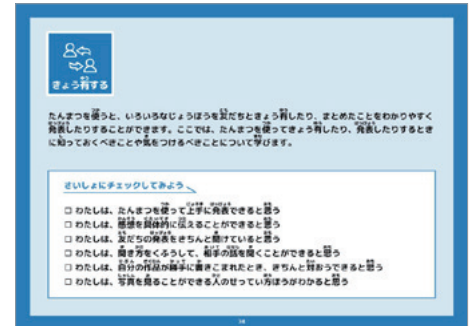 きょう有する
たんまつを使うと、いろいろなじょうほうを友だちときょう有したり、まとめたことをわかりやすく
発表したりすることができます。ここでは、たんまつを使ってきょう有したり、発表したりするとき
に知っておくべきことや気をつけるべきことについて学びます。
さいしょにチェックしてみよう
□ わたしは、たんまつを使って上手に発表できると思う
□ わたしは、感想を具体的に伝えることができると思う
□ わたしは、友だちの発表をきちんと聞けていると思う
□ わたしは、聞き方をくふうして、相手の話を聞くことができると思う
□ わたしは、自分の作品が勝手に書きこまれたとき、きちんと対おうできると思う
□ わたしは、写真を見ることができる人のせってい方ほうがわかると思う